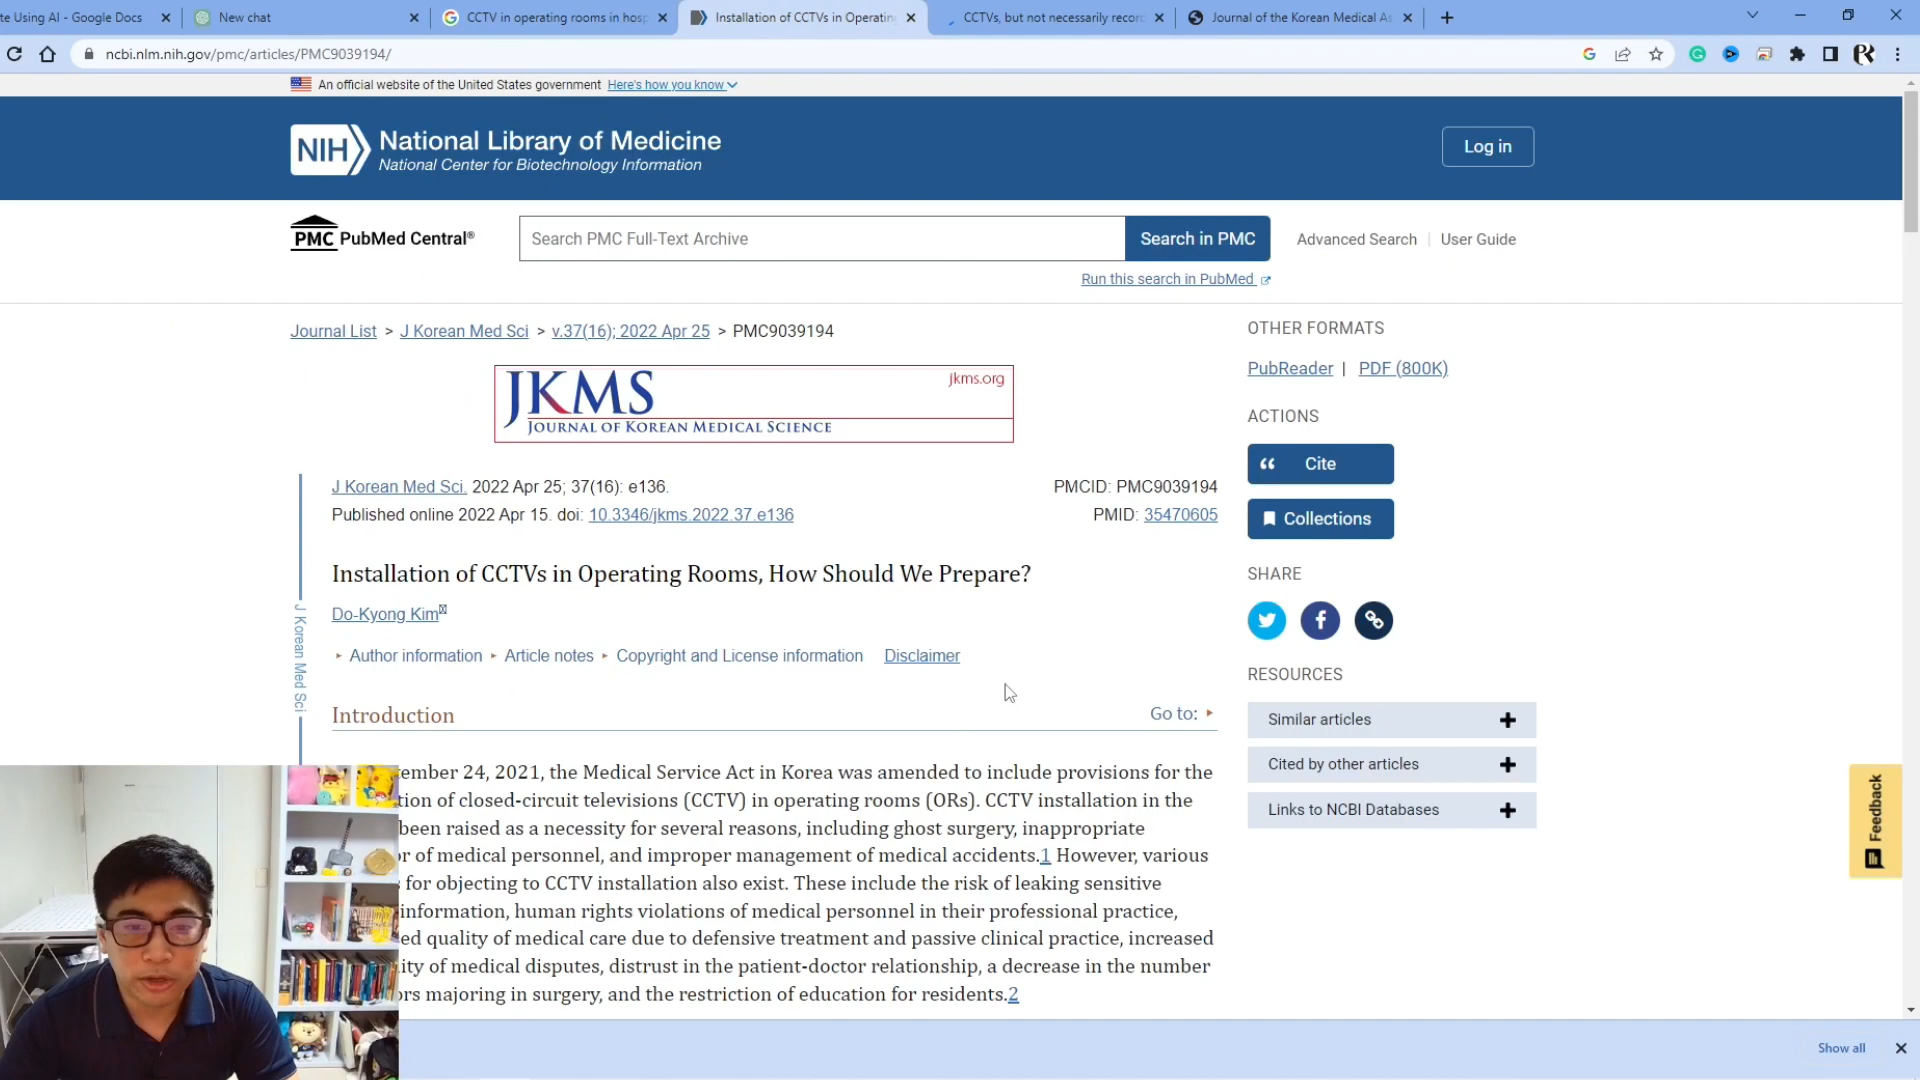 te Using AI - Google Docs
New chat
CCTV in operating rooms in hosp
Installation of CCTVs in Operatin
CCTVs, but not necessarily recor
Journal of the Korean Medical As
ncbi.nlm.nih.gov/pmc/articles/PMC9039194/
An official website of the United States government Here's how you know
NIH National Library of Medicine
National Center for Biotechnology Information
Log in
PMC PubMed Central®
Search PMC Full-Text Archive
Search in PMC
Advanced Search | User Guide
Run this search in PubMed
Journal List > J Korean Med Sci > v.37(16); 2022 Apr 25 > PMC9039194
JKMS
jkms.org
JOURNAL OF KOREAN MEDICAL SCIENCE
J Korean Med Sci
J Korean Med Sci. 2022 Apr 25; 37(16): e136.
PMCID: PMC9039194
Published online 2022 Apr 15. doi: 10.3346/jkms.2022.37.e136
PMID: 35470605
Installation of CCTVs in Operating Rooms, How Should We Prepare?
Do-Kyong Kim
Author information
Article notes
Copyright and License information
Disclaimer
Introduction
Go to:
ember 24, 2021, the Medical Service Act in Korea was amended to include provisions for the
tion of closed-circuit televisions (CCTV) in operating rooms (ORs). CCTV installation in the
been raised as a necessity for several reasons, including ghost surgery, inappropriate
r of medical personnel, and improper management of medical accidents.1 However, various
for objecting to CCTV installation also exist. These include the risk of leaking sensitive
information, human rights violations of medical personnel in their professional practice,
ed quality of medical care due to defensive treatment and passive clinical practice, increased
ity of medical disputes, distrust in the patient-doctor relationship, a decrease in the number
rs majoring in surgery, and the restriction of education for residents.2
OTHER FORMATS
PubReader | PDF (800K)
ACTIONS
Cite
Collections
SHARE
RESOURCES
Similar articles
Cited by other articles
Links to NCBI Databases
Feedback
Show all